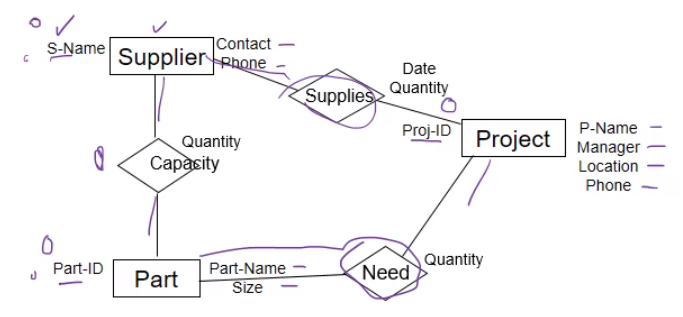 S-Name
Supplier
Contact
Phone
Supplies
Date
Quantity
Proj-ID
Project
P-Name
Manager
Location
Phone
Quantity
Capacity
Part-ID
Part
Part-Name
Size
Need
Quantity